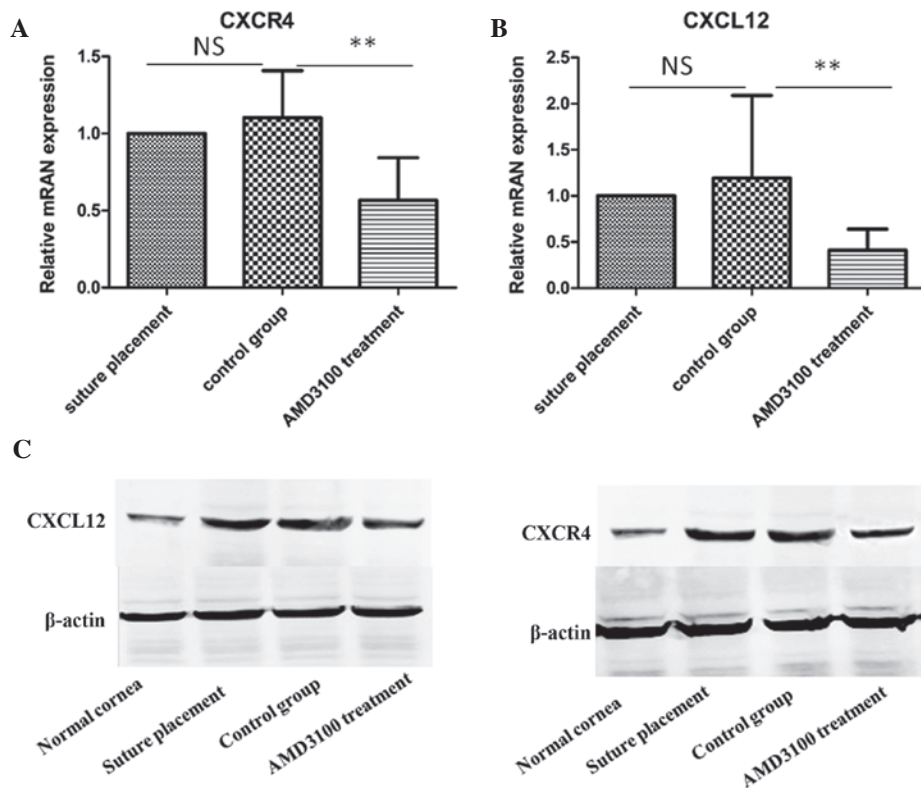 A
CXCR4
NS
**
Relative mRAN expression
1.5
1.0
0.5
0.0
suture placement
control group
AMD3100 treatment
B
CXCL12
NS
**
Relative mRAN expression
2.5
2.0
1.5
1.0
0.5
0.0
suture placement
control group
AMD3100 treatment
C
CXCL12
β-actin
Normal cornea
Suture placement
Control group
AMD3100 treatment
CXCR4
β-actin
Normal cornea
Suture placement
Control group
AMD3100 treatment